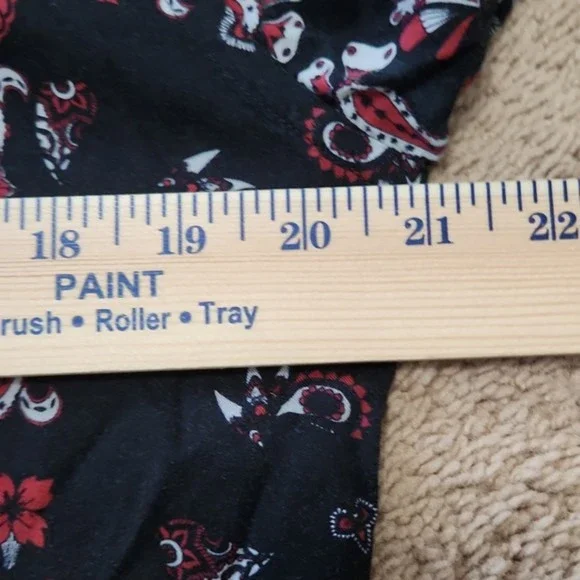 18 19 20 21 22
PAINT
rush • Roller • Tray